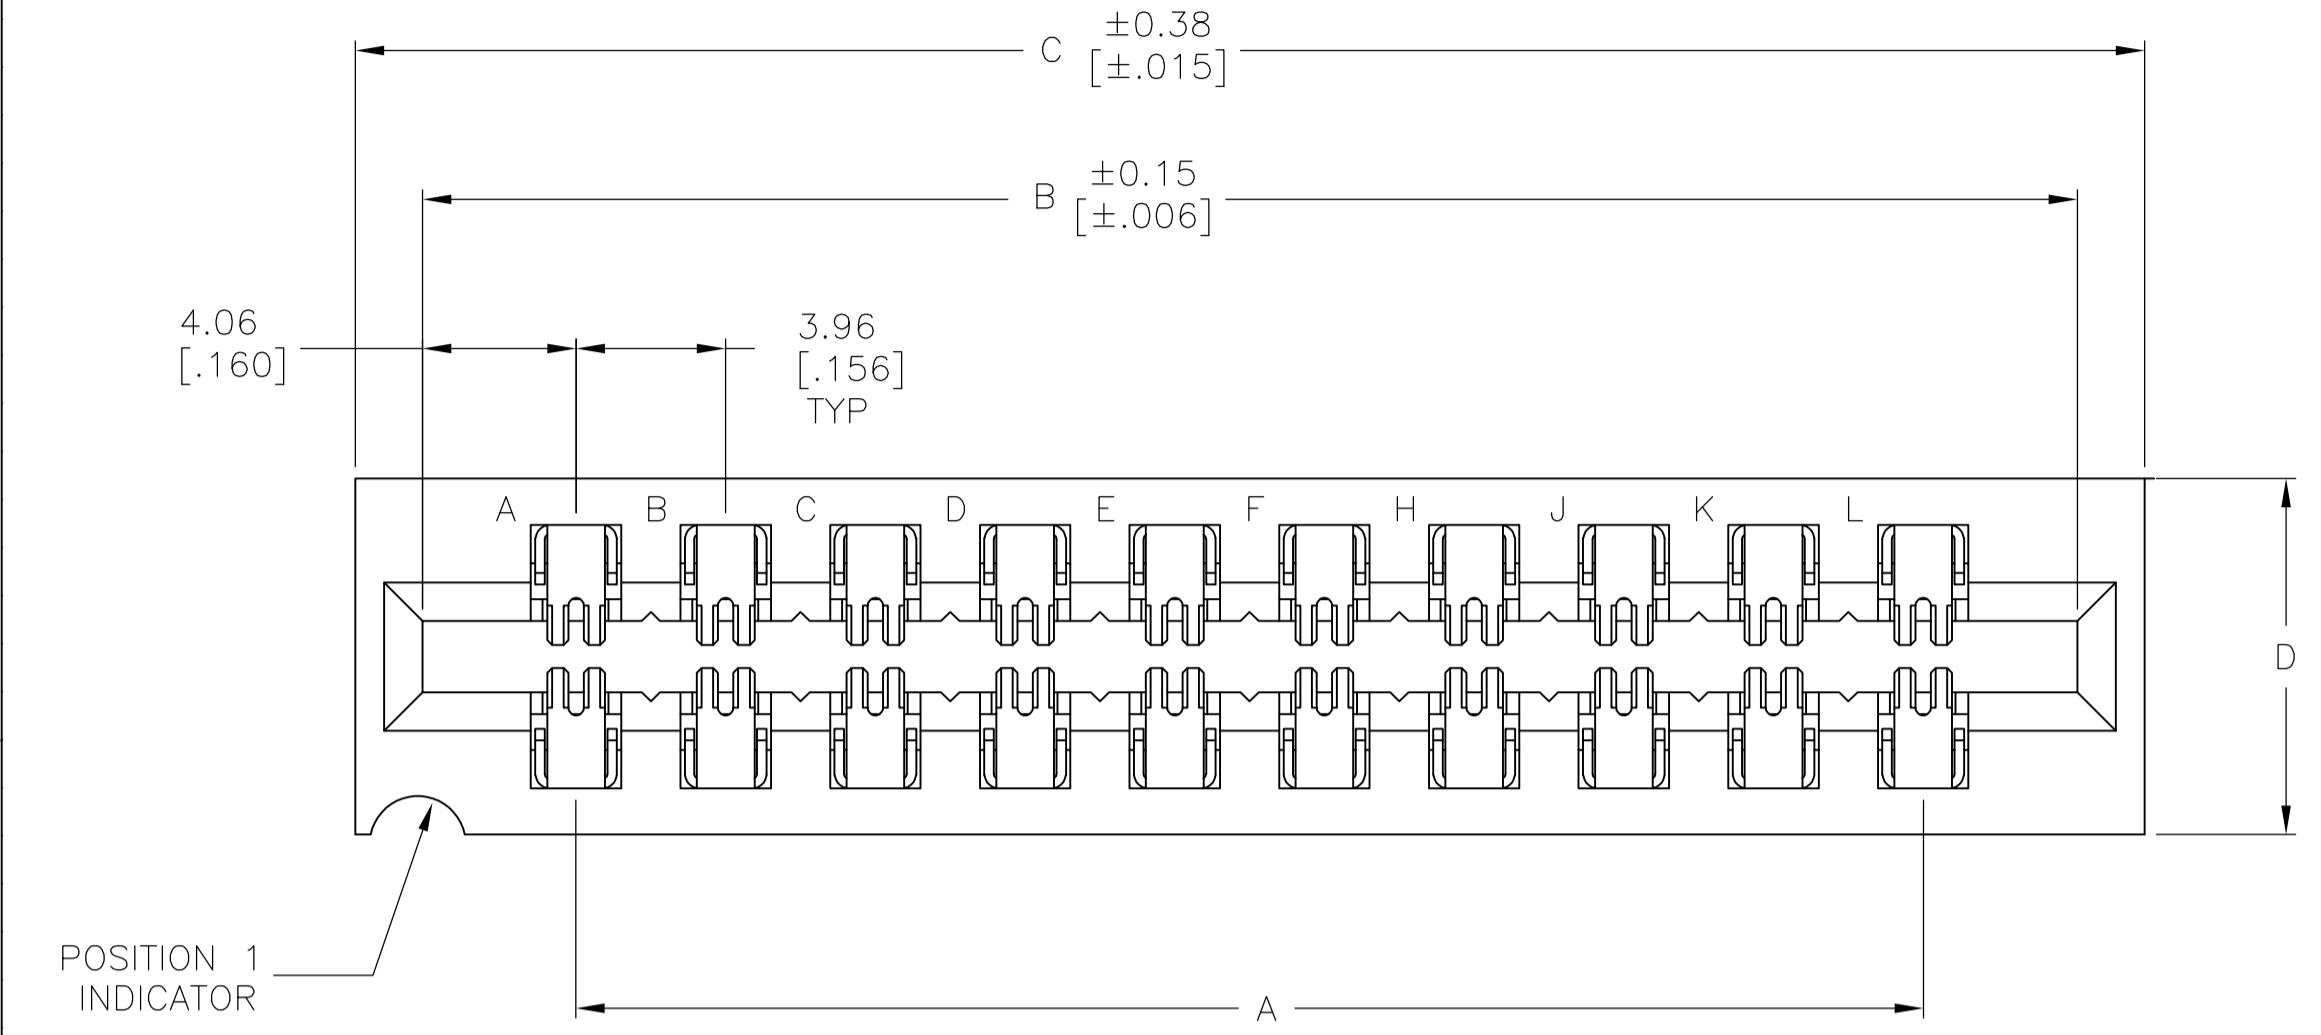 C ±0.38
[±.015]
B ±0.15
[±.006]
4.06
[.160]
3.96
[.156]
TYP
A B C D E F H J K L
D
POSITION 1
INDICATOR
A